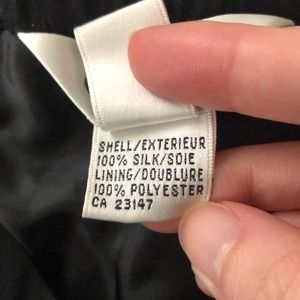 SHELL/EXTERIEUR
100% SILK/SOIE
LINING/DOUBLURE
100% POLYESTER
CA 23147